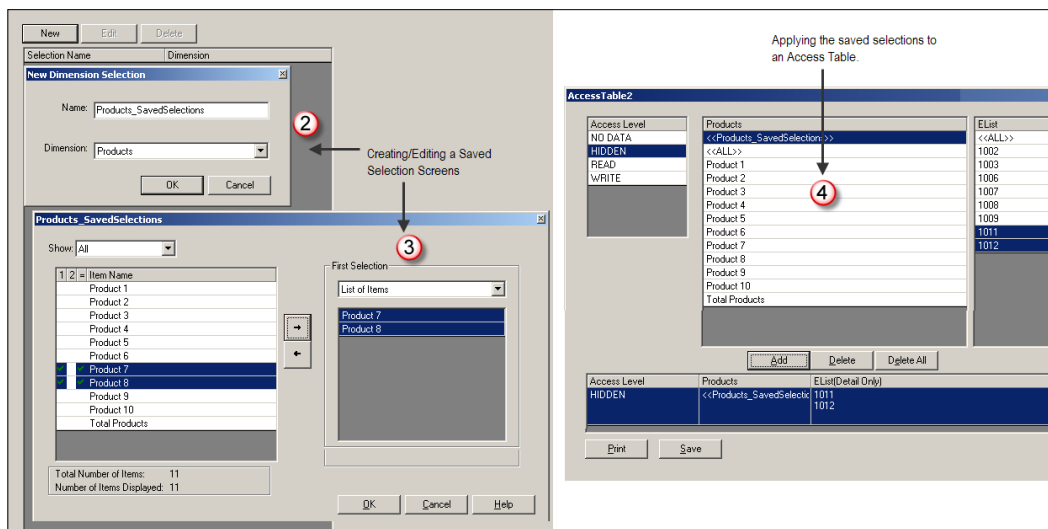 New Edit Delete
Selection Name Dimension
New Dimension Selection
Name: Products_SavedSelections
Dimension: Products
OK Cancel
2
Creating/Editing a Saved
Selection Screens
3
Products_SavedSelections
Show: All
1 2 = Item Name
Product 1
Product 2
Product 3
Product 4
Product 5
Product 6
Product 7
Product 8
Product 9
Product 10
Total Products
First Selection
List of Items
Product 7
Product 8
Total Number of Items: 11
Number of Items Displayed: 11
OK Cancel Help
Applying the saved selections to
an Access Table.
AccessTable2
Access Level
NO DATA
HIDDEN
READ
WRITE
Products
<<Products_SavedSelections>>
<<ALL>>
Product 1
Product 2
Product 3
Product 4
Product 5
Product 6
Product 7
Product 8
Product 9
Product 10
Total Products
4
EList
<<ALL>>
1002
1003
1006
1007
1008
1009
1011
1012
Add Delete Delete All
Access Level Products EList(Detail Only)
HIDDEN <<Products_SavedSelectic 1011
1012
Print Save